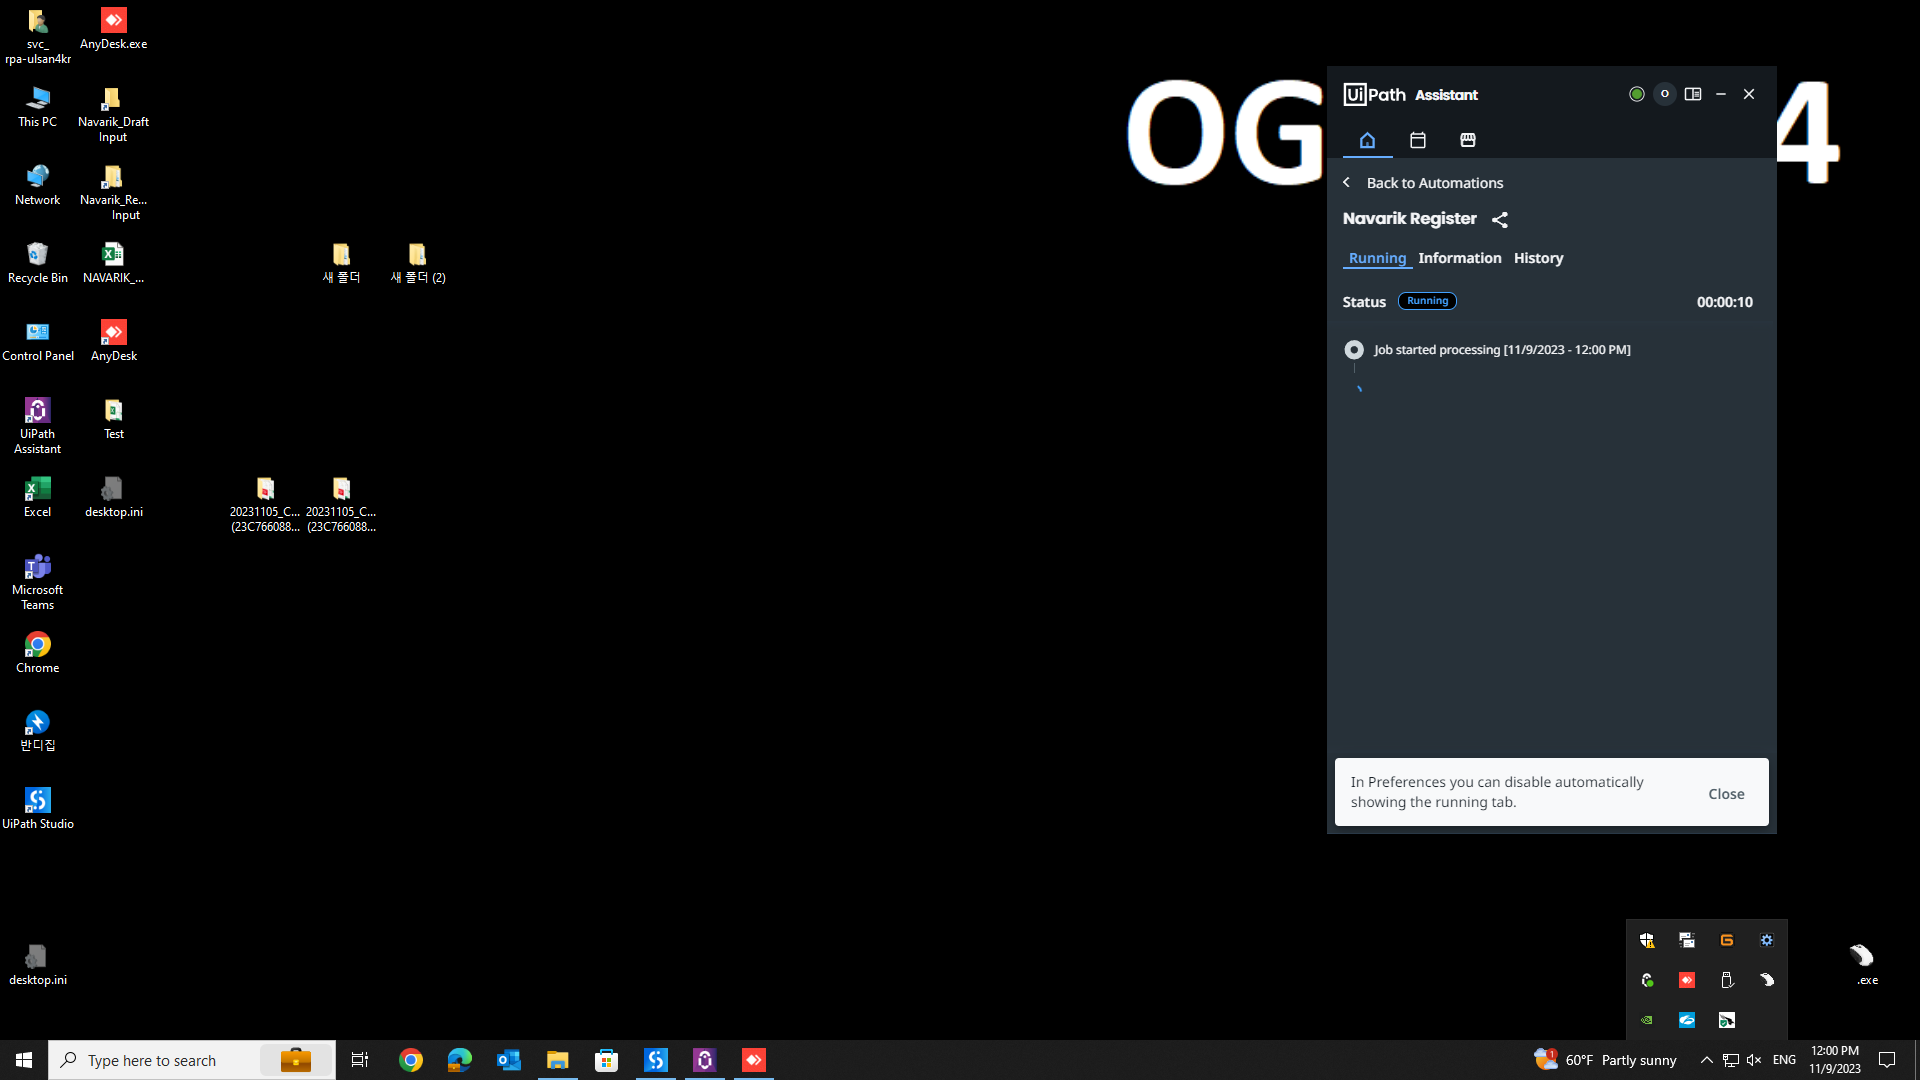 svc_
rpa-ulsan4kr
AnyDesk.exe
This PC
Navarik_Draft
Input
Network
Navarik_Re...
Input
Recycle Bin
NAVARIK_...
새 폴더
새 폴더 (2)
Control Panel
AnyDesk
UiPath
Assistant
Test
Excel
desktop.ini
20231105_C...
(23C766088...
20231105_C...
(23C766088...
Microsoft
Teams
Chrome
반디집
UiPath Studio
desktop.ini
.exe
OG
4
UiPath Assistant
O
Back to Automations
Navarik Register
Running Information History
Status Running 00:00:10
Job started processing [11/9/2023 - 12:00 PM]
In Preferences you can disable automatically
showing the running tab.
Close
Type here to search
1
60°F Partly sunny
ENG
12:00 PM
11/9/2023